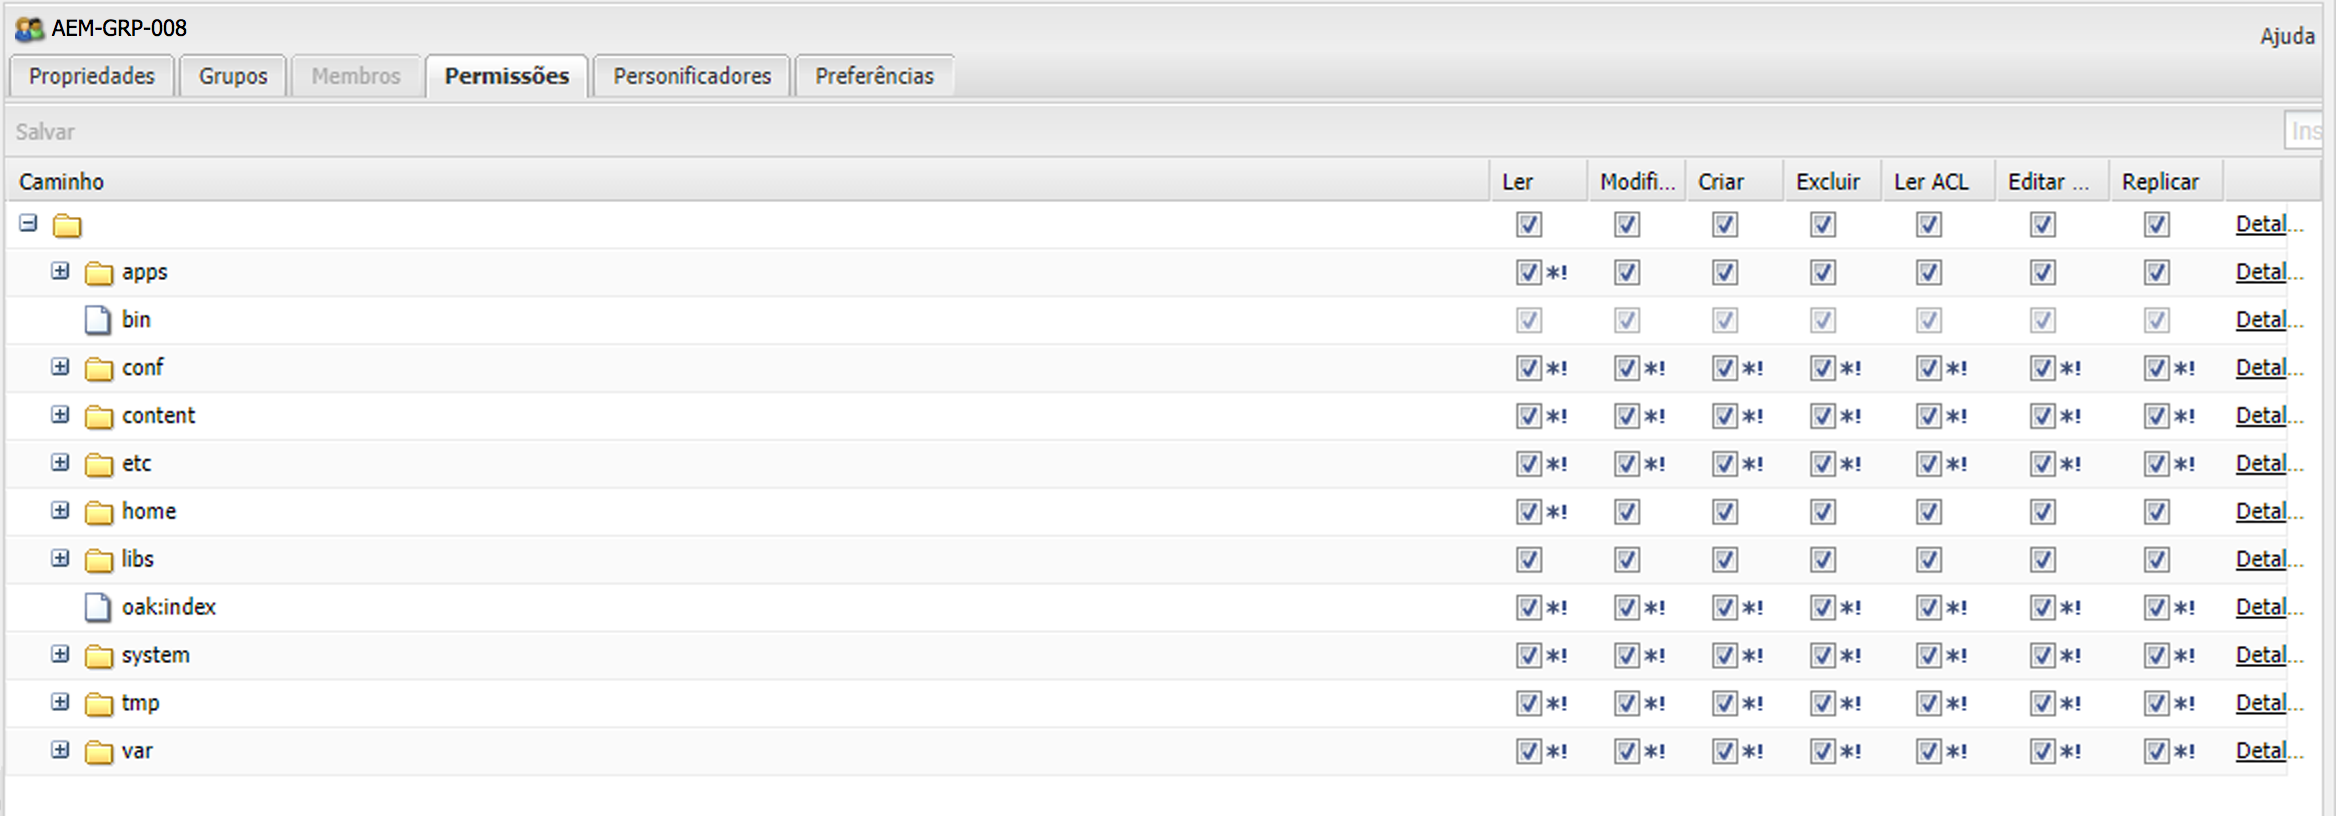 AEM-GRP-008
Ajuda
Propriedades Grupos Membros Permissões Personificadores Preferências
Salvar Ins
Caminho Ler Modifi... Criar Excluir Ler ACL Editar ... Replicar
Detal...
apps *! Detal...
bin Detal...
conf *! *! *! *! *! *! *! Detal...
content *! *! *! *! *! *! *! Detal...
etc *! *! *! *! *! *! *! Detal...
home *! Detal...
libs Detal...
oak:index *! *! *! *! *! *! *! Detal...
system *! *! *! *! *! *! *! Detal...
tmp *! *! *! *! *! *! *! Detal...
var *! *! *! *! *! *! *! Detal...